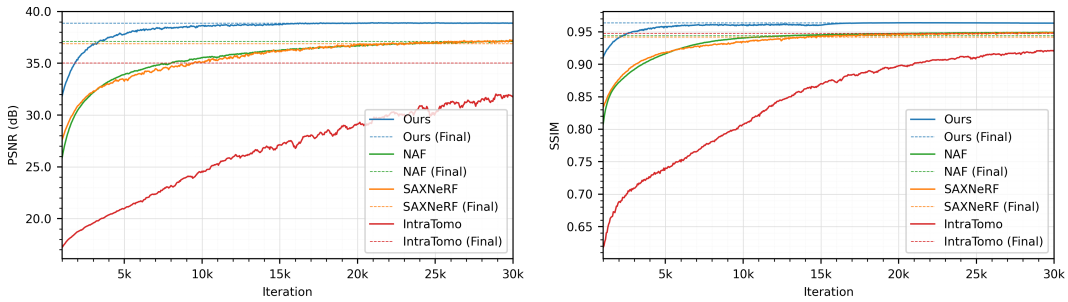 40.0
35.0
30.0
25.0
20.0
PSNR (dB)
5k
10k
15k
20k
25k
30k
Iteration
Ours
Ours (Final)
NAF
NAF (Final)
SAXNeRF
SAXNeRF (Final)
IntraTomo
IntraTomo (Final)
0.95
0.90
0.85
0.80
0.75
0.70
0.65
SSIM
5k
10k
15k
20k
25k
30k
Iteration
Ours
Ours (Final)
NAF
NAF (Final)
SAXNeRF
SAXNeRF (Final)
IntraTomo
IntraTomo (Final)